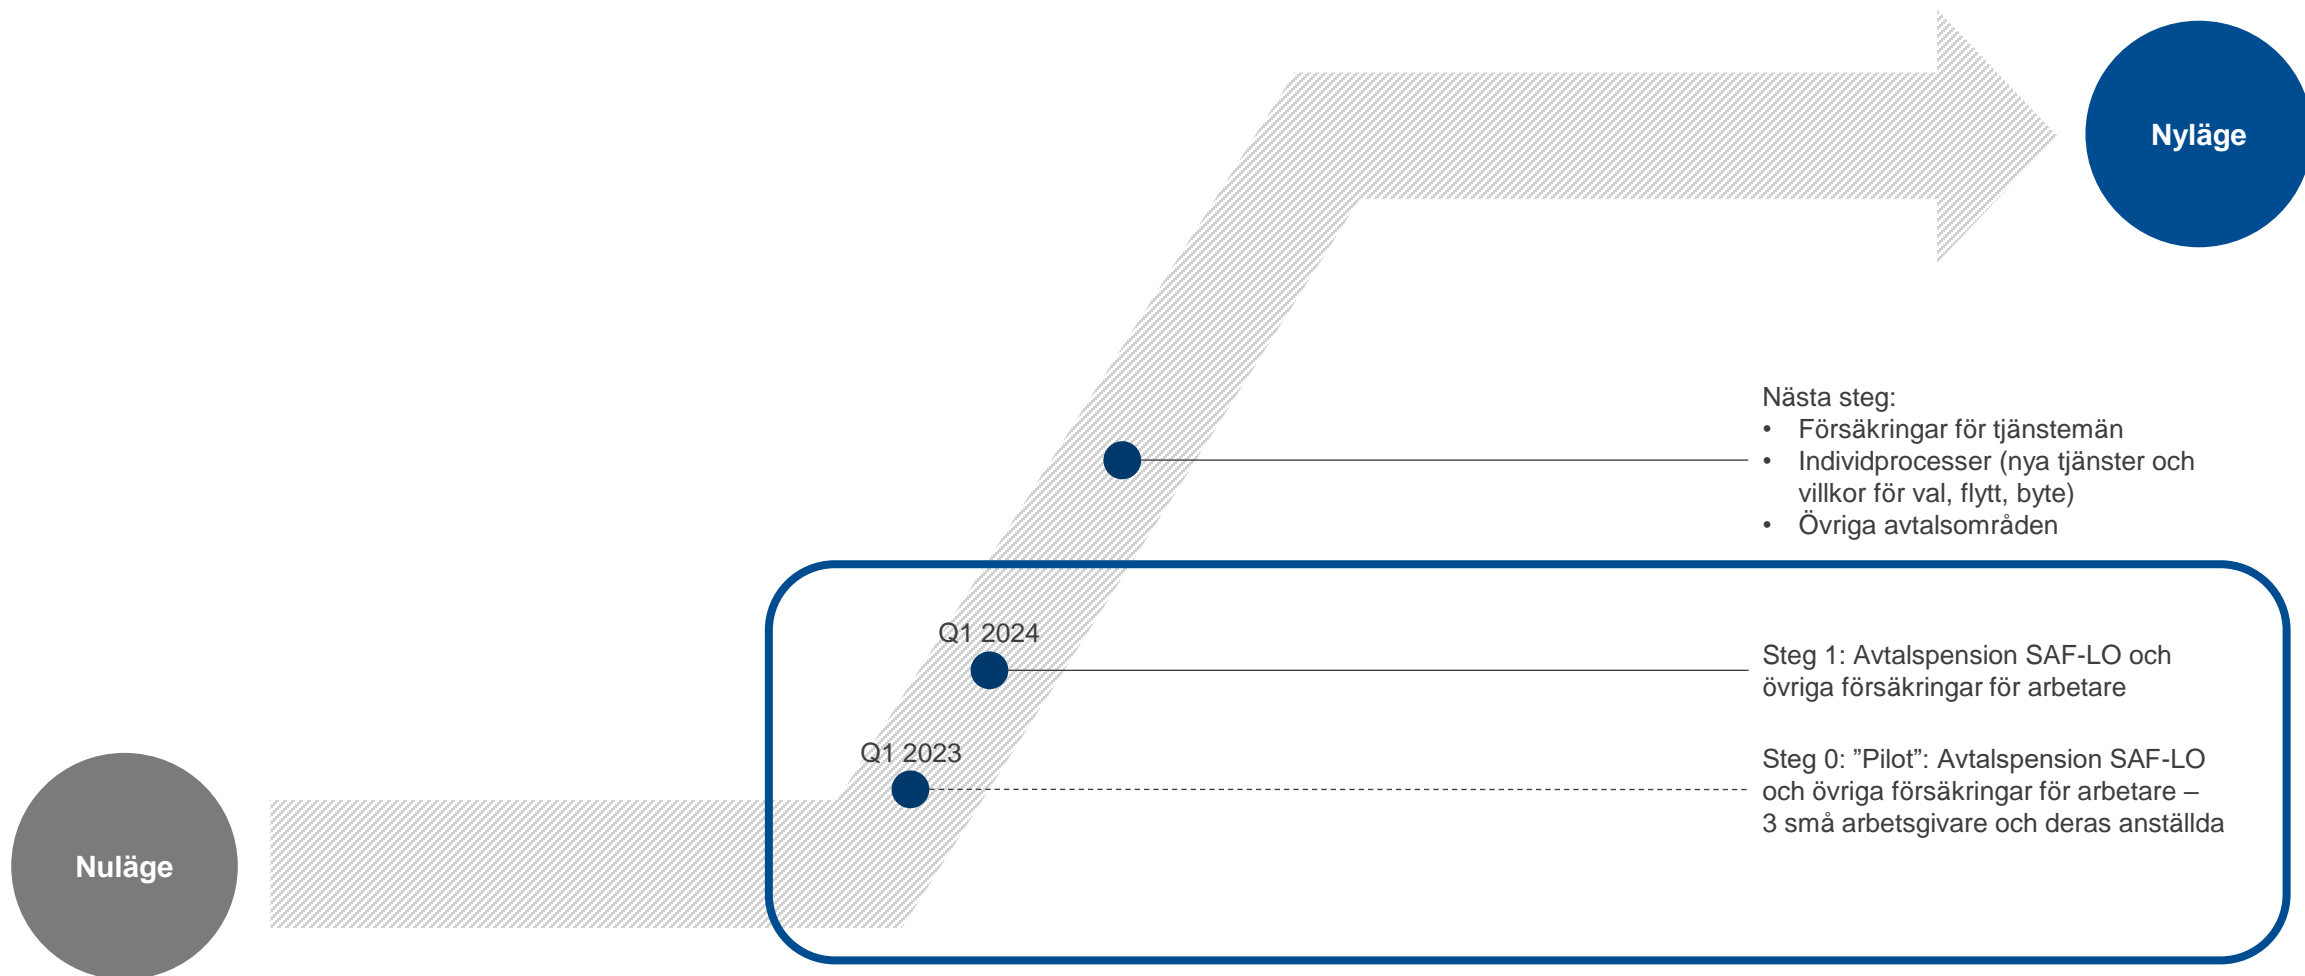 Nyläge
Nästa steg:
• Försäkringar för tjänstemän
• Individprocesser (nya tjänster och
villkor för val, flytt, byte)
• Övriga avtalsområden
Q1 2024
Steg 1: Avtalspension SAF-LO och
övriga försäkringar för arbetare
Q1 2023
Steg 0: ”Pilot”: Avtalspension SAF-LO
och övriga försäkringar för arbetare –
3 små arbetsgivare och deras anställda
Nuläge